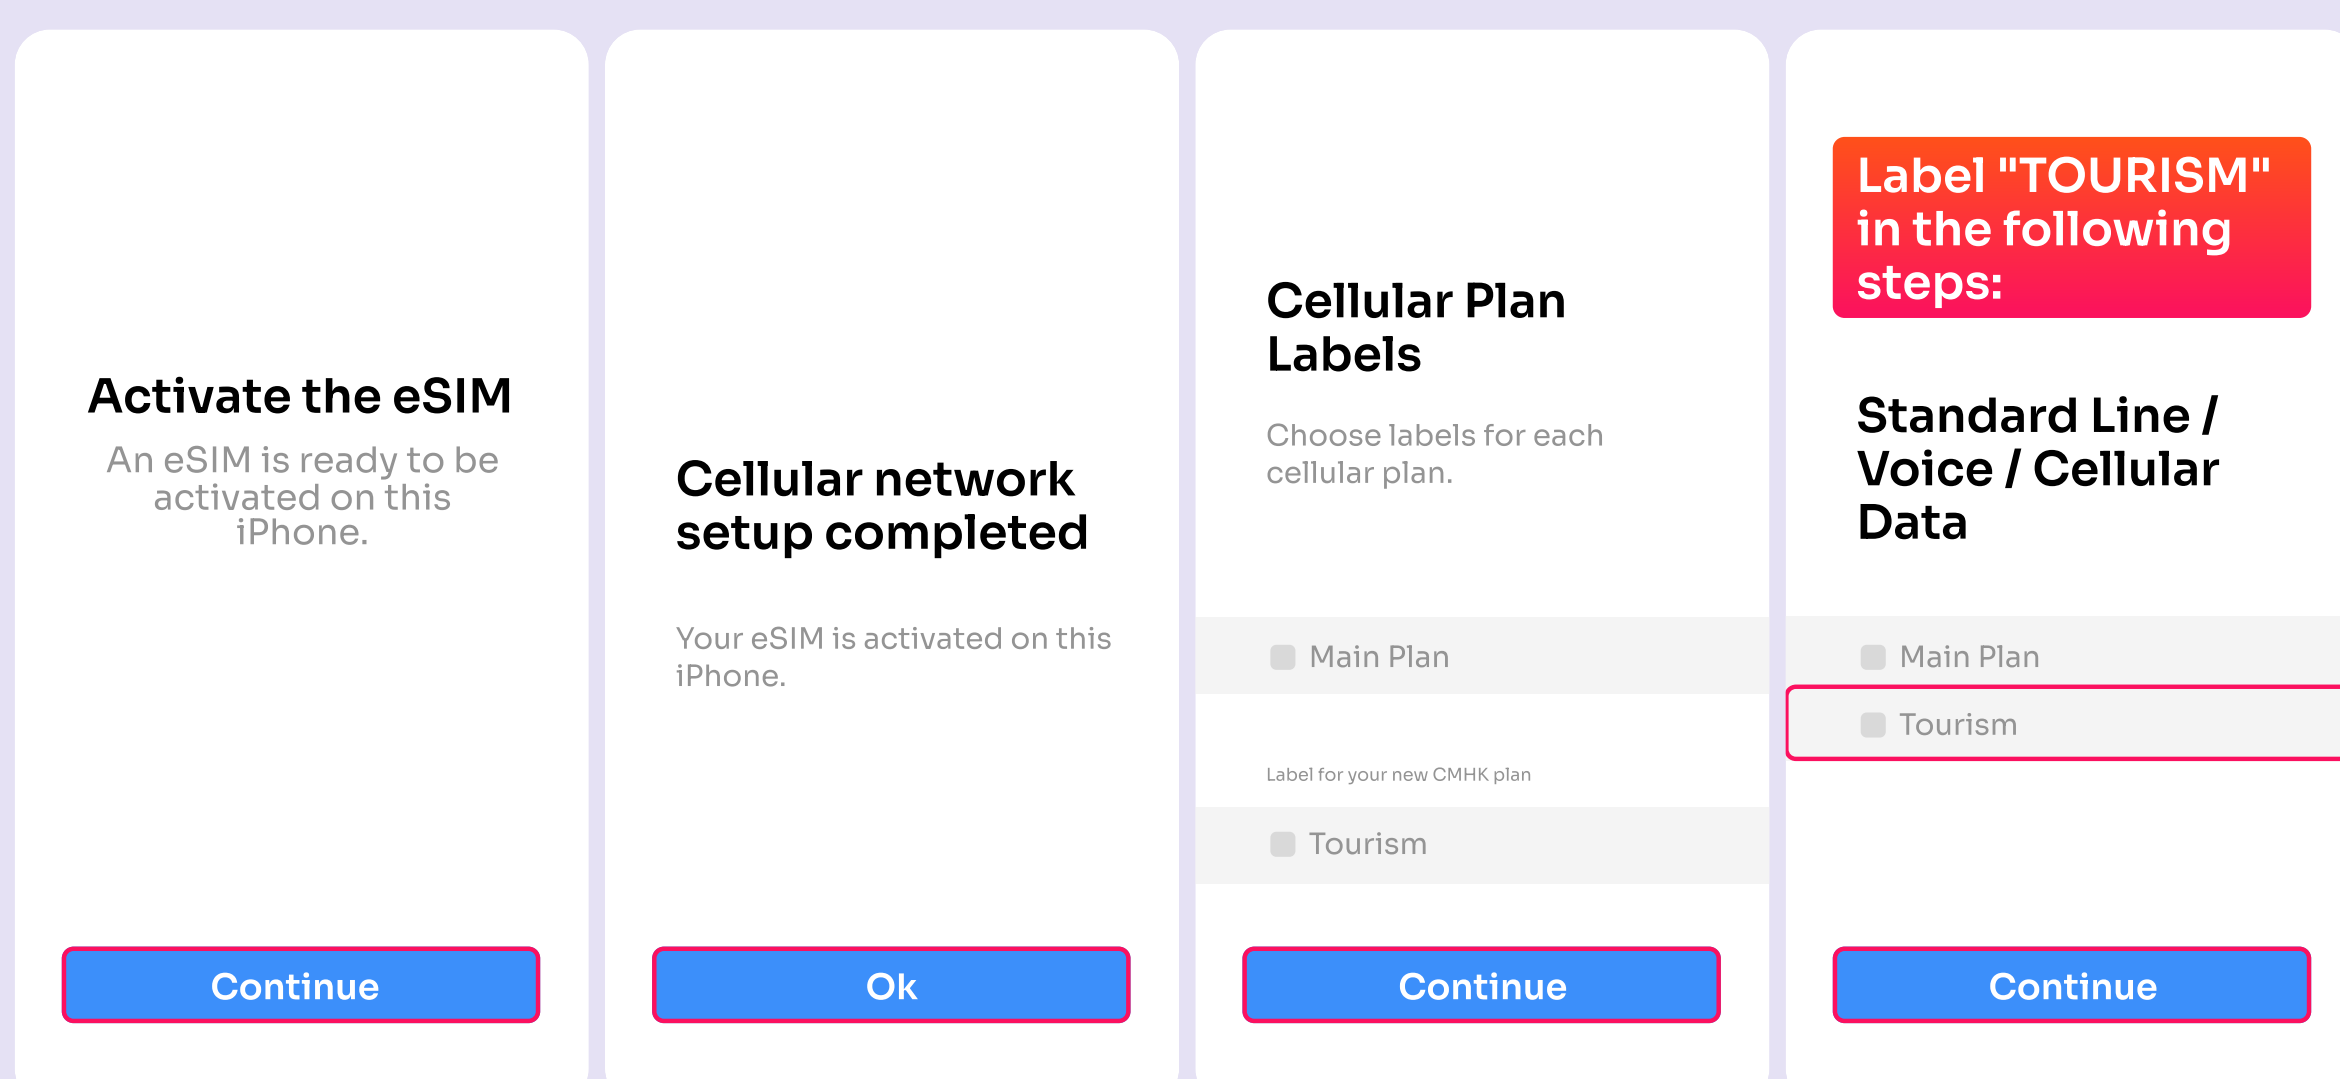 Activate the eSIM
An eSIM is ready to be
activated on this
iPhone.
Continue
Cellular network
setup completed
Your eSIM is activated on this
iPhone.
Ok
Cellular Plan
Labels
Choose labels for each
cellular plan.
Main Plan
Label for your new CMHK plan
Tourism
Continue
Label "TOURISM"
in the following
steps:
Standard Line /
Voice / Cellular
Data
Main Plan
Tourism
Continue